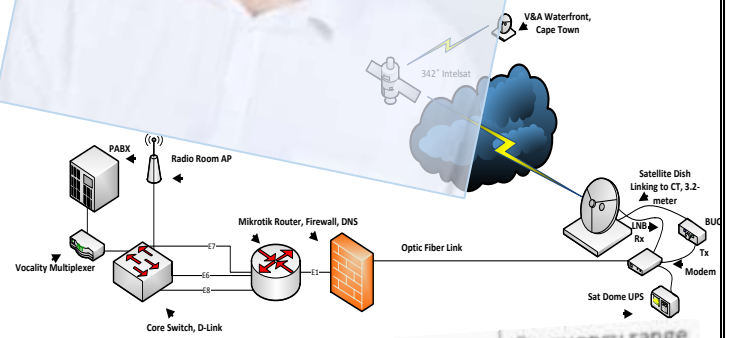 V&A Waterfront,
Cape Town
342° Intelsat
PABX
Radio Room AP
Satellite Dish
Linking to CT, 3.2-
meter
BUC
LNB
Rx
Tx
Mikrotik Router, Firewall, DNS
Optic Fiber Link
Modem
Vocality Multiplexer
E7
E6
E8
E1
Sat Dome UPS
Core Switch, D-Link
range